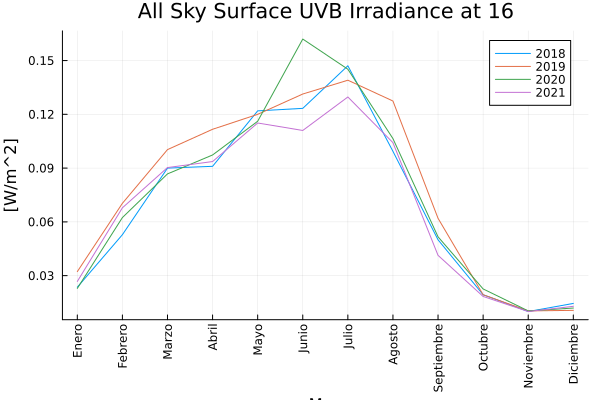 All Sky Surface UVB Irradiance at 16
[W/m^2]
0.15
0.12
0.09
0.06
0.03
2018
2019
2020
2021
Enero
Febrero
Marzo
Abril
Mayo
Junio
Julio
Agosto
Septiembre
Octubre
Noviembre
Diciembre